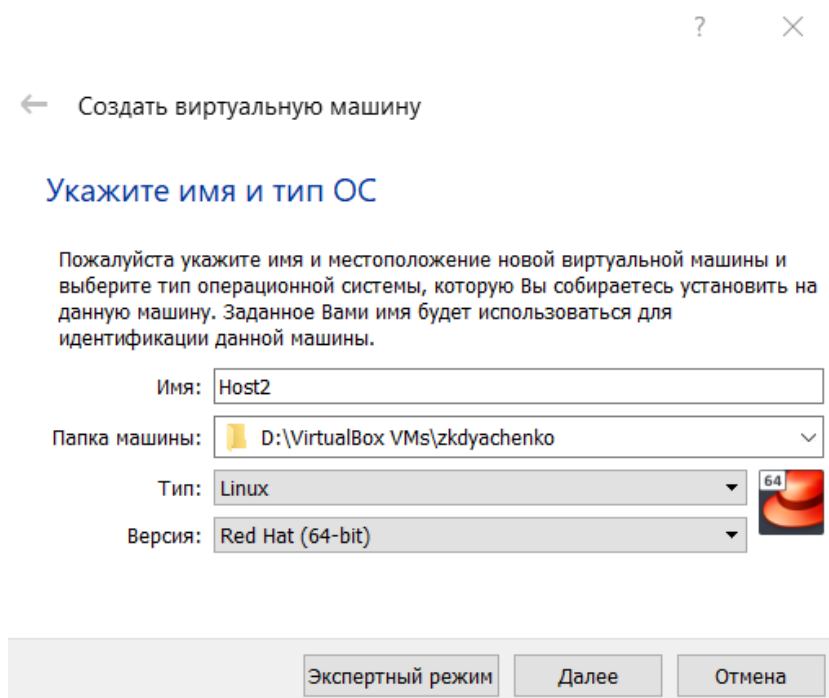 ?
Создать виртуальную машину
Укажите имя и тип ОС
Пожалуйста укажите имя и местоположение новой виртуальной машины и
выберите тип операционной системы, которую Вы собираетесь установить на
данную машину. Заданное Вами имя будет использоваться для
идентификации данной машины.
Имя: Host2
Папка машины: D:\VirtualBox VMs\zkdyachenko
Тип: Linux
64
Версия: Red Hat (64-bit)
Экспертный режим Далее Отмена